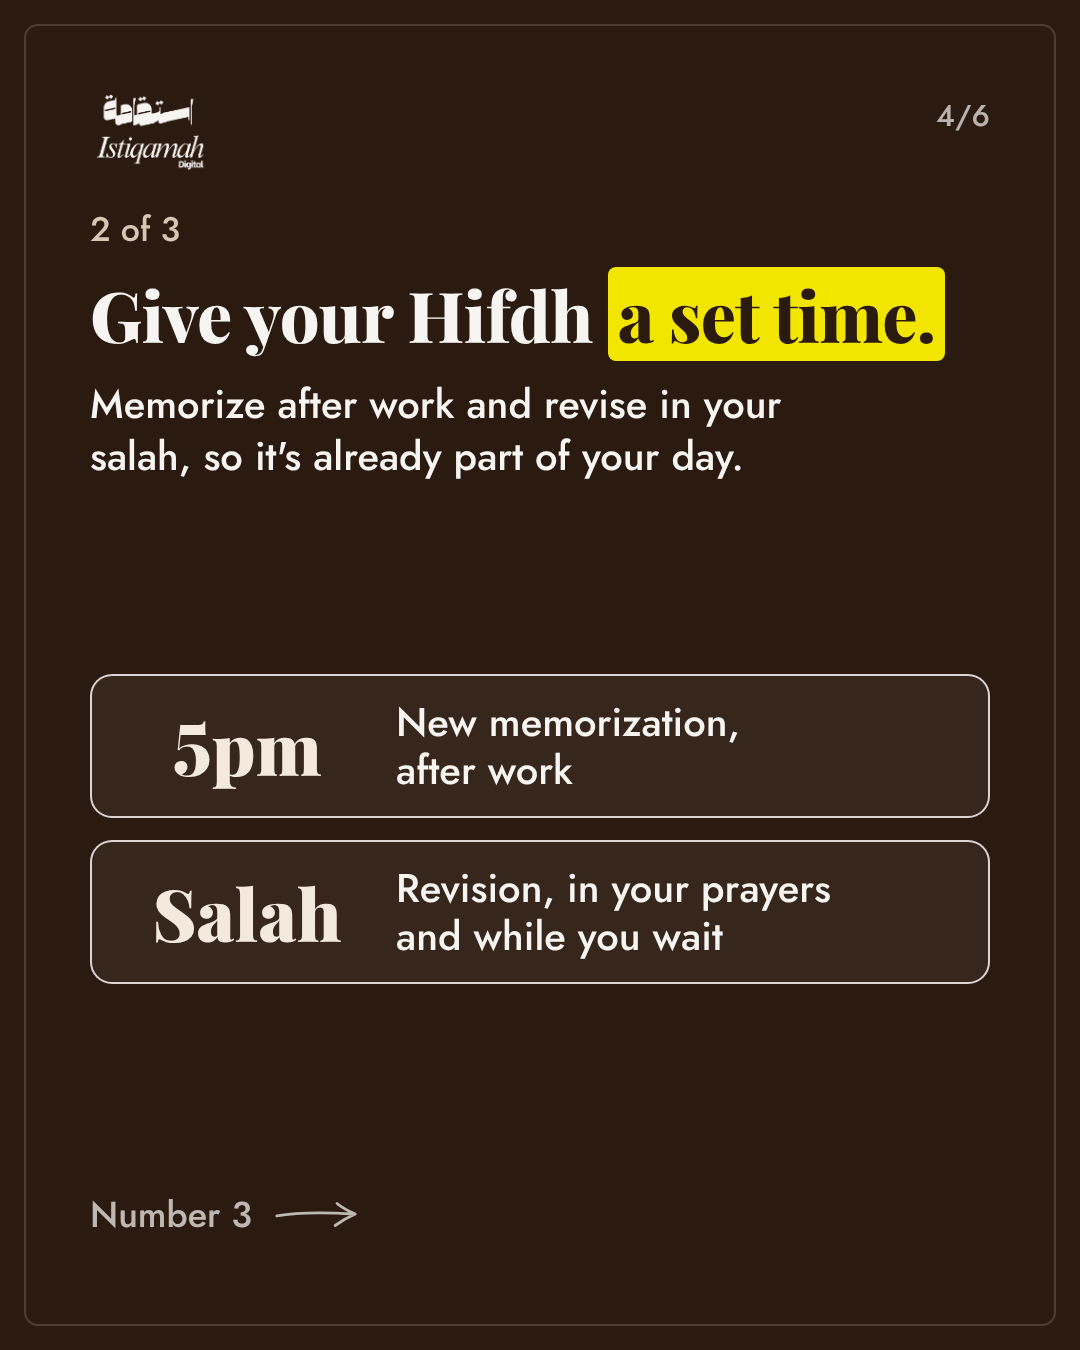 استقامة
Istiqamah
Digital
4/6
2 of 3
Give your Hifdh a set time.
Memorize after work and revise in your
salah, so it's already part of your day.
5pm
New memorization,
after work
Salah
Revision, in your prayers
and while you wait
Number 3